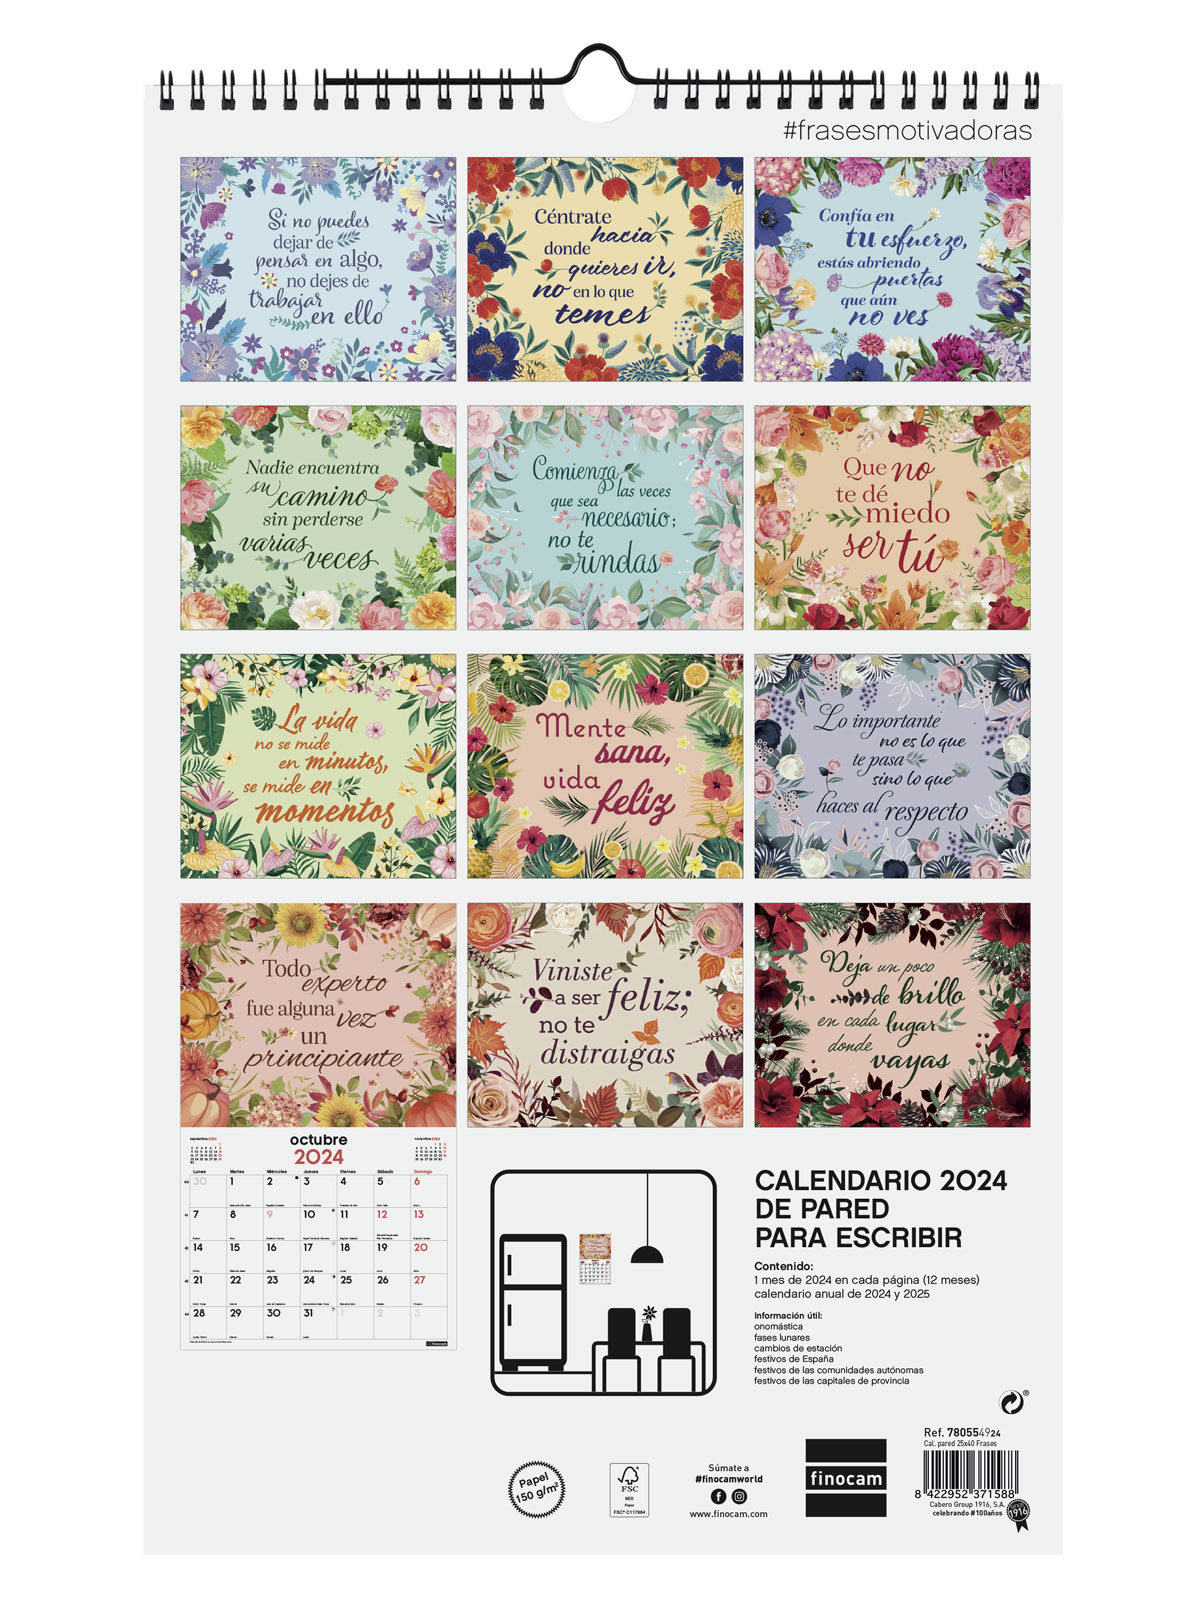 #frasesmotivadoras
Si no puedes
dejar de
pensar en algo,
no dejes de
trabajar
en ello
Céntrate
hacia
donde
quieres ir,
no en lo que
temes
Confía en
tu esfuerzo,
estás abriendo
puertas
que aún
no ves
Nadie encuentra
su camino
sin perderse
varias
veces
Comienza
las veces
que sea
necesario;
no te
rindas
Que no
te dé
miedo
ser tú
La vida
no se mide
en minutos,
se mide en
momentos
Mente
sana,
vida
feliz
Lo importante
no es lo que
te pasa
sino lo que
haces al respecto
Todo
experto
fue alguna
vez
un
principiante
Viniste
a ser feliz;
no te
distraigas
Deja un poco
de brillo
en cada lugar
donde
vayas
septiembre 2024
octubre
2024
noviembre 2024
Lunes Martes Miércoles Jueves Viernes Sábado Domingo
30 1 2 3 4 5 6
7 8 9 10 11 12 13
14 15 16 17 18 19 20
21 22 23 24 25 26 27
28 29 30 31 1 2 3
finocam
CALENDARIO 2024
DE PARED
PARA ESCRIBIR
Contenido:
1 mes de 2024 en cada página (12 meses)
calendario anual de 2024 y 2025
Información útil:
onomástica
fases lunares
cambios de estación
festivos de España
festivos de las comunidades autónomas
festivos de las capitales de provincia
®
Ref. 780554924
Cal. pared 25x40 Frases
8 422952 371588
Cabero Group 1916, S.A.
celebrando #100años
1916
Papel
150 g/m²
FSC
MIX
Papel
FSC® C117984
Súmate a
#finocamworld
www.finocam.com
finocam